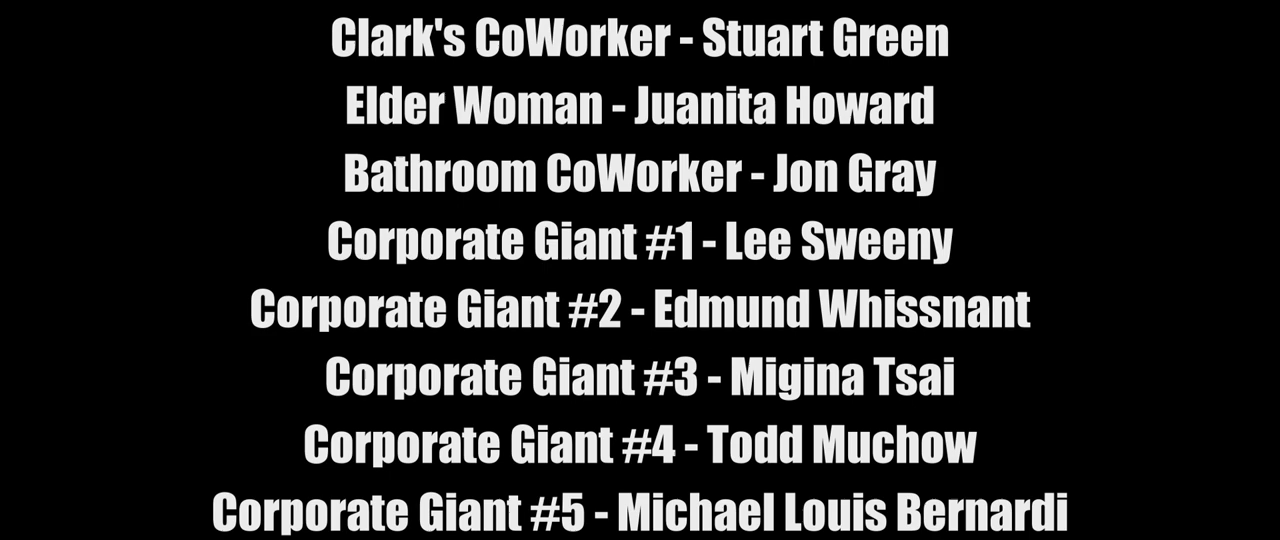 Clark's CoWorker - Stuart Green
Elder Woman - Juanita Howard
Bathroom CoWorker - Jon Gray
Corporate Giant #1 - Lee Sweeny
Corporate Giant #2 - Edmund Whissnant
Corporate Giant #3 - Migina Tsai
Corporate Giant #4 - Todd Muchow
Corporate Giant #5 - Michael Louis Bernardi